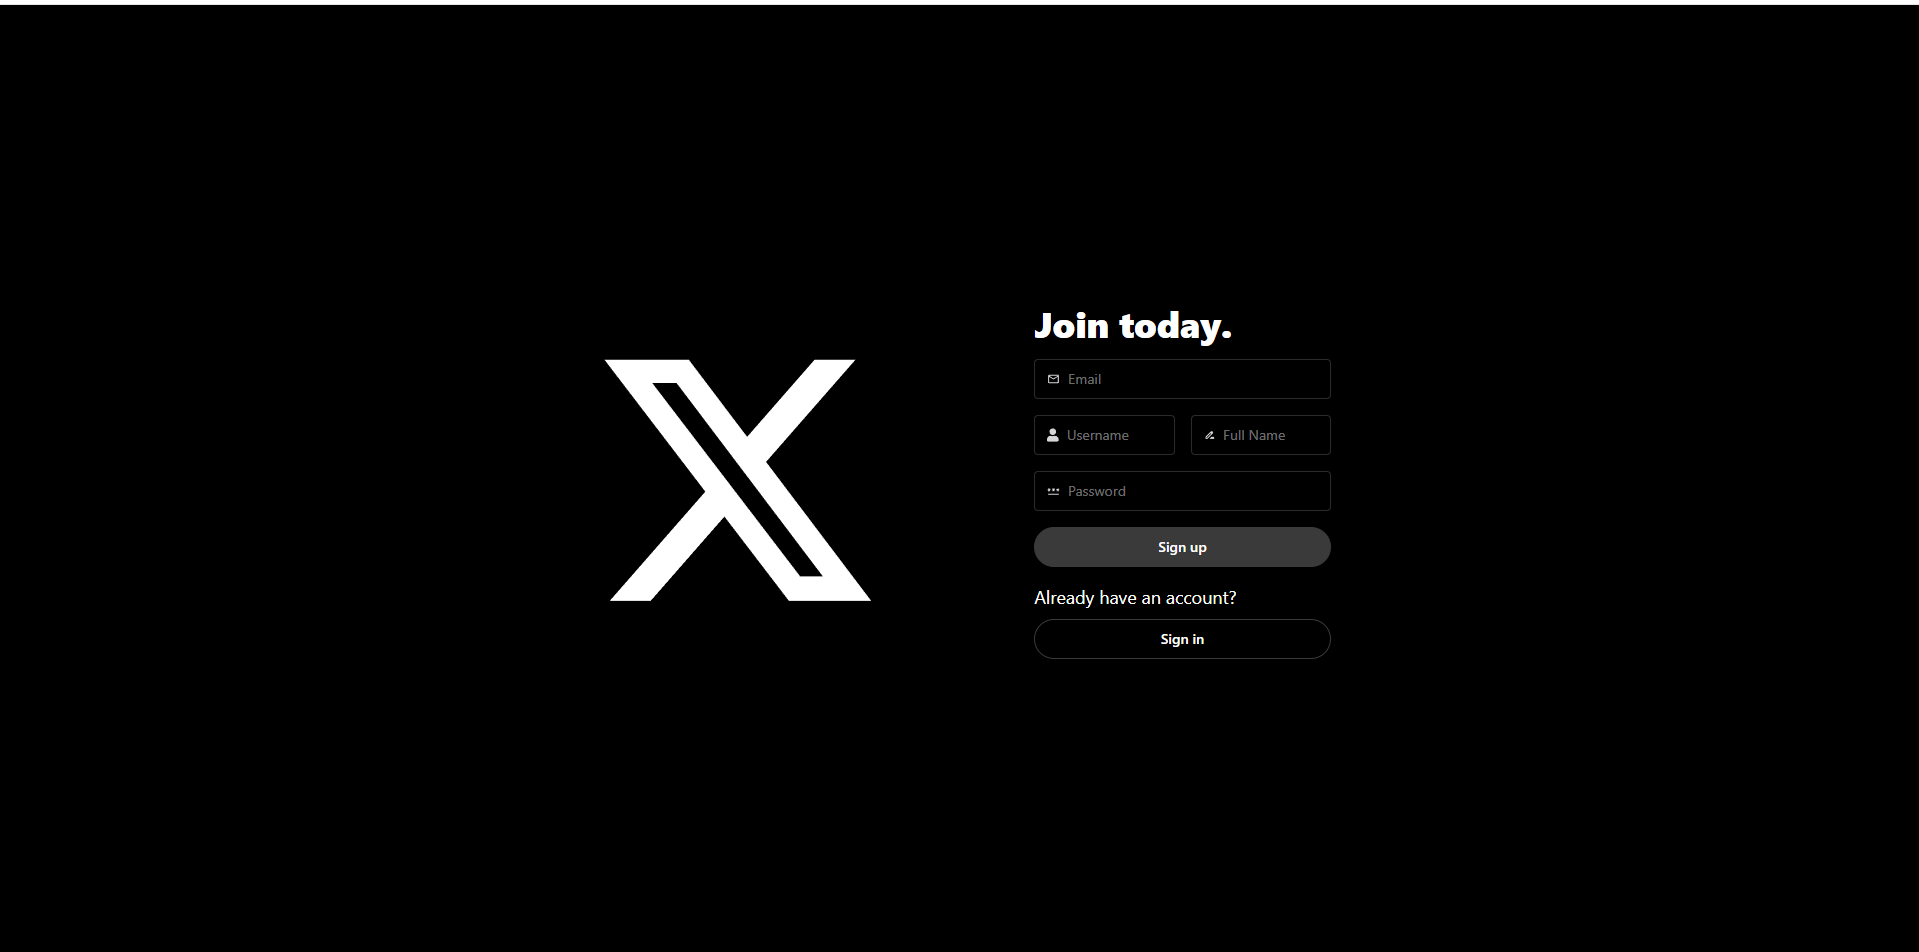 Join today.
Email
Username
Full Name
Password
Sign up
Already have an account?
Sign in